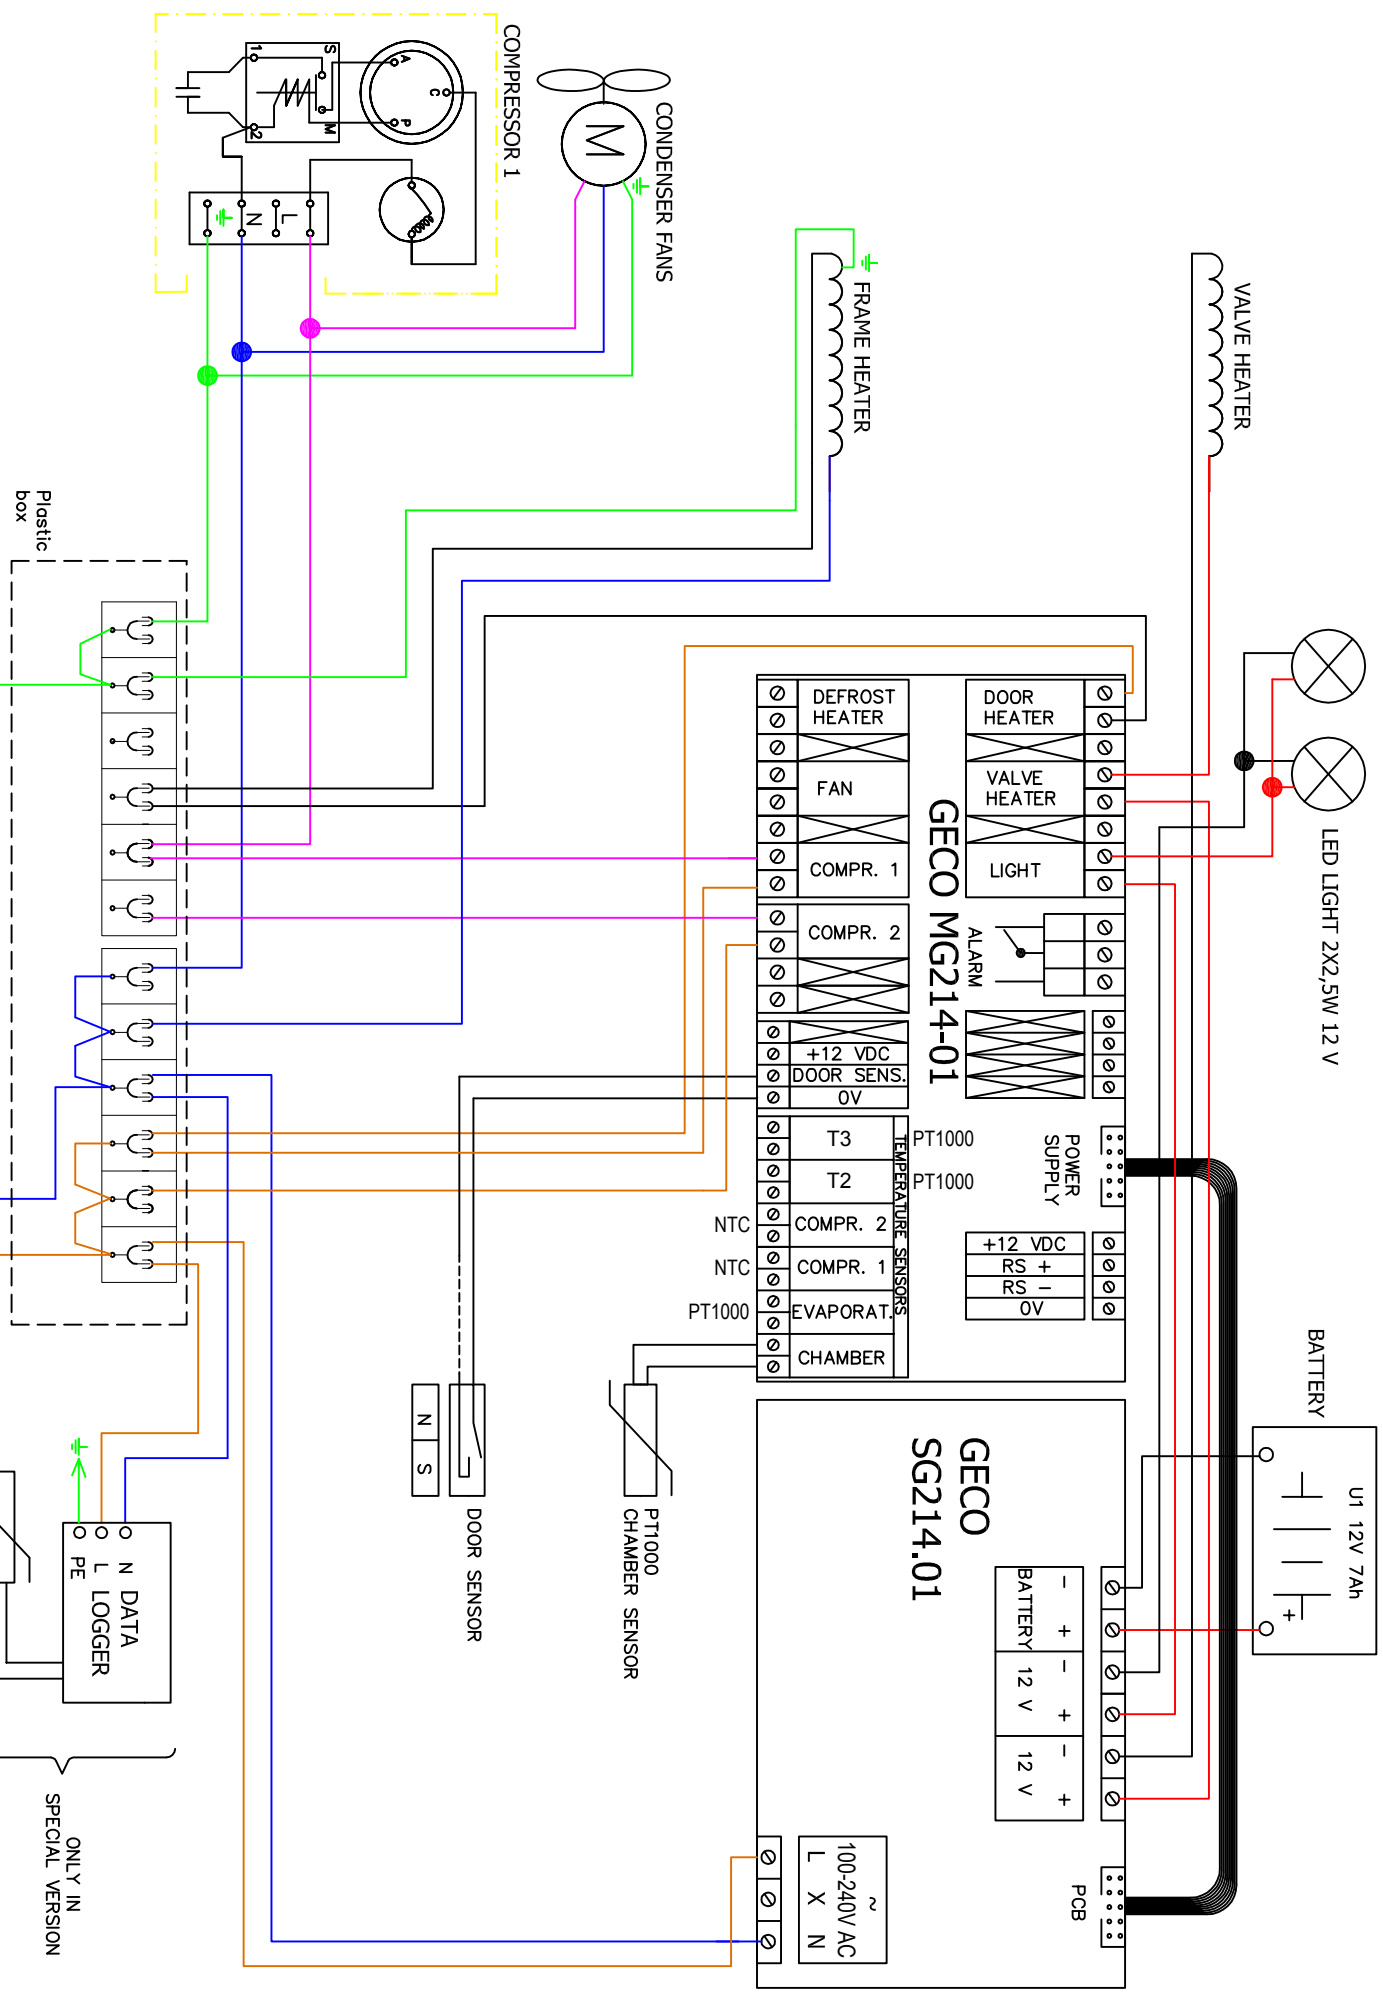 COMPRESSOR 1
S
M
1
2
A
C
P
N
L
M
CONDENSER FANS
FRAME HEATER
VALVE HEATER
LED LIGHT 2X2,5W 12 V
Plastic
box
GECO MG214-01
DEFROST
HEATER
FAN
COMPR. 1
COMPR. 2
+12 VDC
DOOR SENS.
0V
DOOR
HEATER
VALVE
HEATER
LIGHT
ALARM
T3
T2
COMPR. 2
COMPR. 1
EVAPORAT.
CHAMBER
TEMPERATURE SENSORS
PT1000
PT1000
NTC
NTC
PT1000
POWER
SUPPLY
+12 VDC
RS +
RS -
0V
BATTERY
U1 12V 7Ah
+
GECO
SG214.01
BATTERY
- +
12 V
- +
12 V
- +
PCB
~
100-240V AC
L X N
PT1000
CHAMBER SENSOR
DOOR SENSOR
N S
DATA
LOGGER
N
L
PE
ONLY IN
SPECIAL VERSION